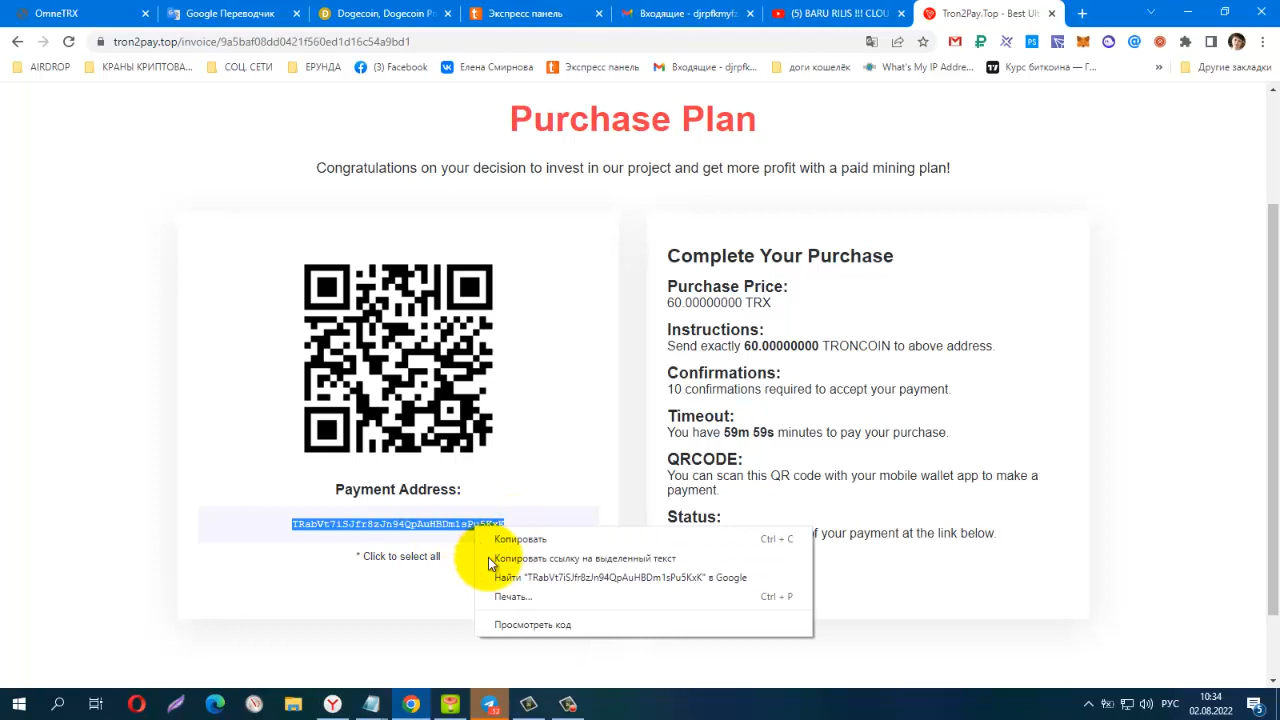 OmneTRX
Google Переводчик
Dogecoin, Dogecoin Pr
Экспресс панель
Входящие - djrpfkmyfz
(5) BARU RILIS !!! CLOU
Tron2Pay.Top - Best Ult
tron2pay.top/invoice/9a5baf08dd0421f560ed1d16c54a9bd1
AIRDROP
КРАНЫ КРИПТОВА...
СОЦ. СЕТИ
ЕРУНДА
(3) Facebook
Елена Смирнова
Экспресс панель
Входящие - djrpfk...
доги кошелёк
What's My IP Addre...
Курс биткоина — Г...
»
Другие закладки
Purchase Plan
Congratulations on your decision to invest in our project and get more profit with a paid mining plan!
Payment Address:
TRabVt7iSJfr8zJn94QpAuHBDm1sPu5KxK
* Click to select all
Complete Your Purchase
Purchase Price:
60.00000000 TRX
Instructions:
Send exactly 60.00000000 TRONCOIN to above address.
Confirmations:
10 confirmations required to accept your payment.
Timeout:
You have 59m 59s minutes to pay your purchase.
QRCODE:
You can scan this QR code with your mobile wallet app to make a
payment.
Status:
of your payment at the link below.
Копировать Ctrl + C
Копировать ссылку на выделенный текст
Найти "TRabVt7iSJfr8zJn94QpAuHBDm1sPu5KxK" в Google
Печать... Ctrl + P
Просмотреть код
РУС
10:34
02.08.2022